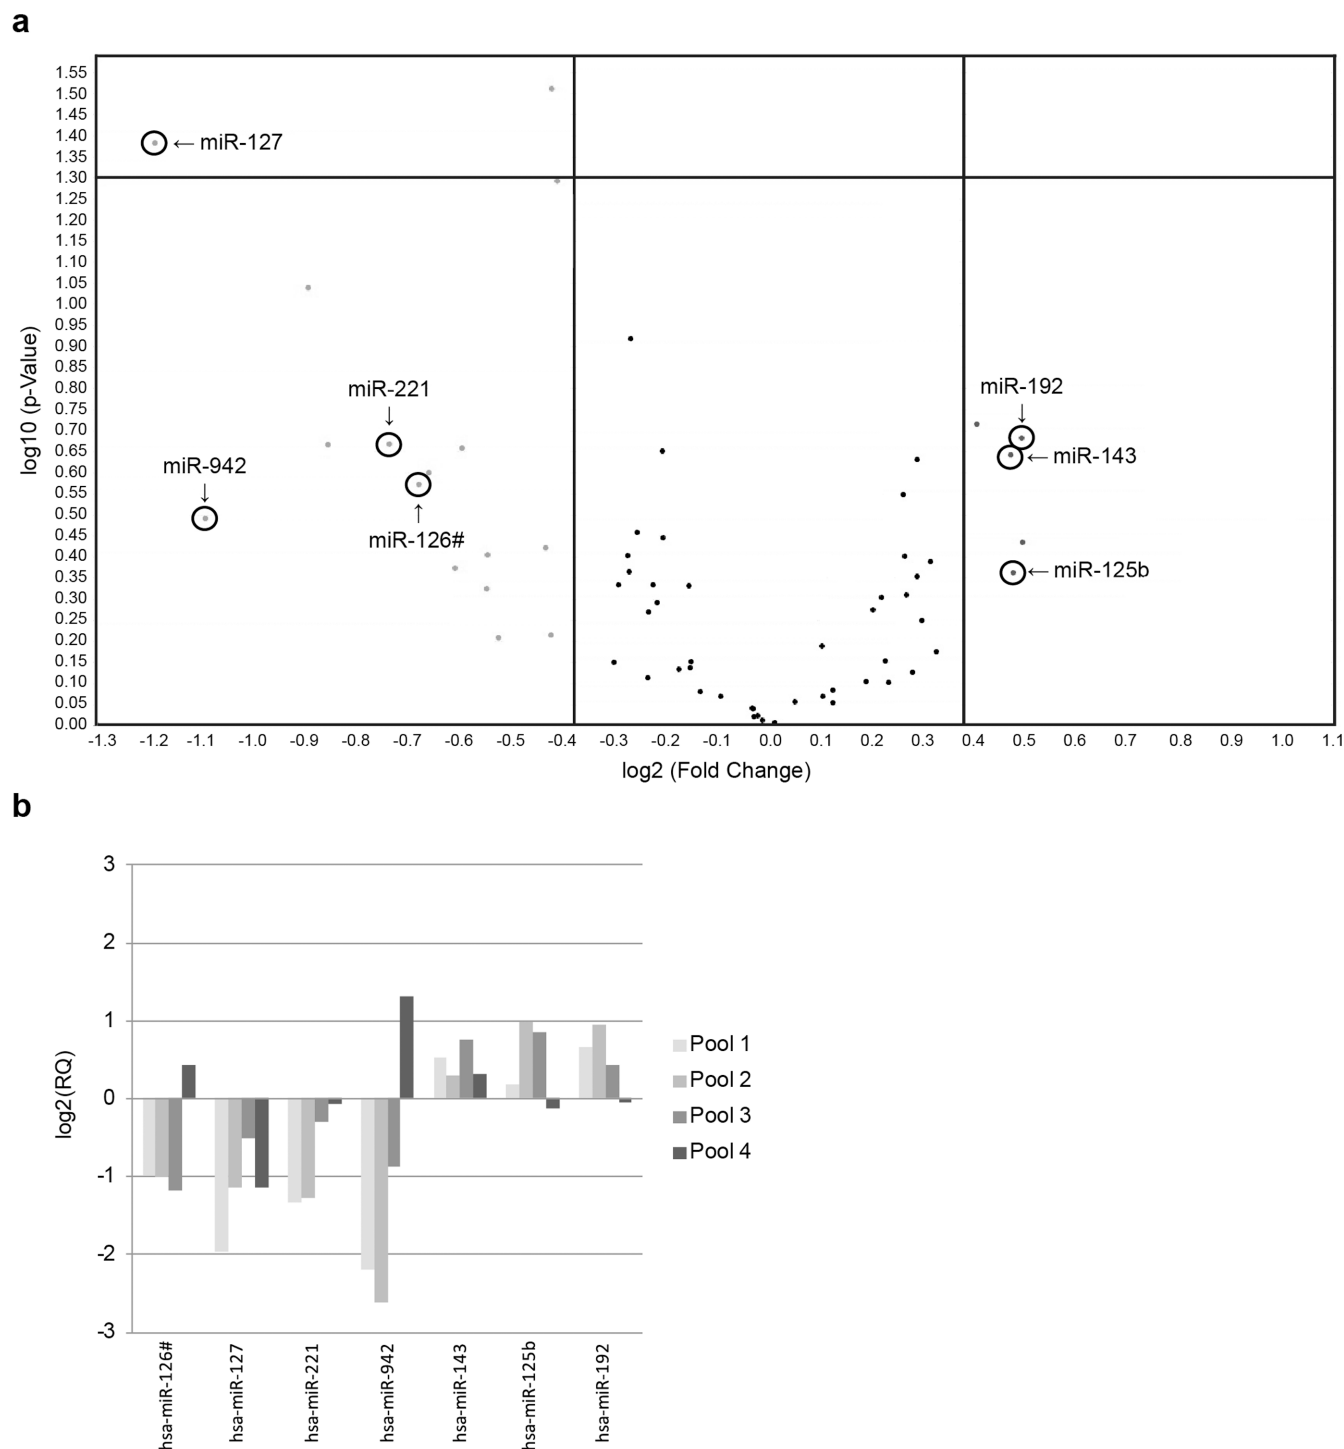 a
1.55
1.50
1.45
1.40
1.35
1.30
1.25
1.20
1.15
1.10
1.05
1.00
0.95
0.90
0.85
0.80
0.75
0.70
0.65
0.60
0.55
0.50
0.45
0.40
0.35
0.30
0.25
0.20
0.15
0.10
0.05
0.00
log10 (p-Value)
← miR-127
miR-221
↓
miR-942
↓
↑
miR-126#
miR-192
↓
← miR-143
← miR-125b
-1.3 -1.2 -1.1 -1.0 -0.8 -0.7 -0.6 -0.5 -0.4 -0.3 -0.2 -0.1 0.0 0.1 0.2 0.3 0.4 0.5 0.6 0.7 0.8 0.9 1.0 1.1
log2 (Fold Change)
b
3
2
1
0
-1
-2
-3
log2(RQ)
hsa-miR-126#
hsa-miR-127
hsa-miR-221
hsa-miR-942
hsa-miR-143
hsa-miR-125b
hsa-miR-192
Pool 1
Pool 2
Pool 3
Pool 4